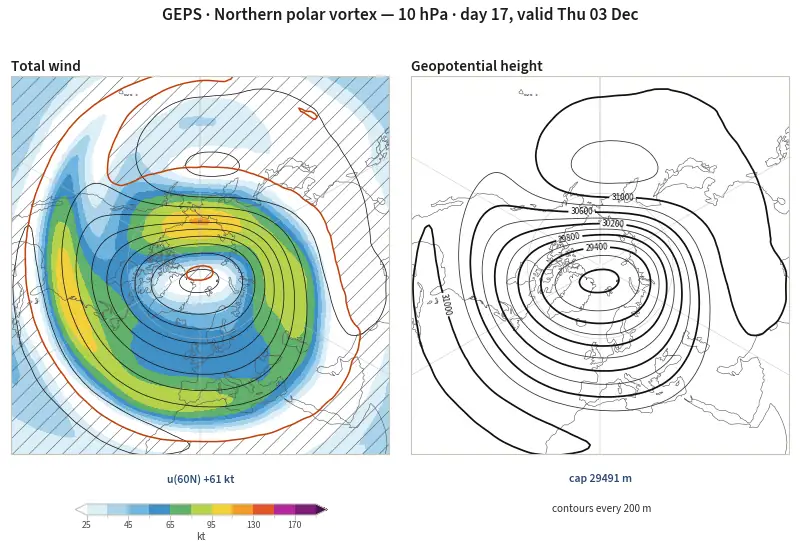 GEPS · Northern polar vortex — 10 hPa · day 17, valid Thu 03 Dec
Total wind
Geopotential height
31000
30600
30200
29800
29400
31000
u(60N) +61 kt
cap 29491 m
contours every 200 m
25 45 65 95 130 170
kt